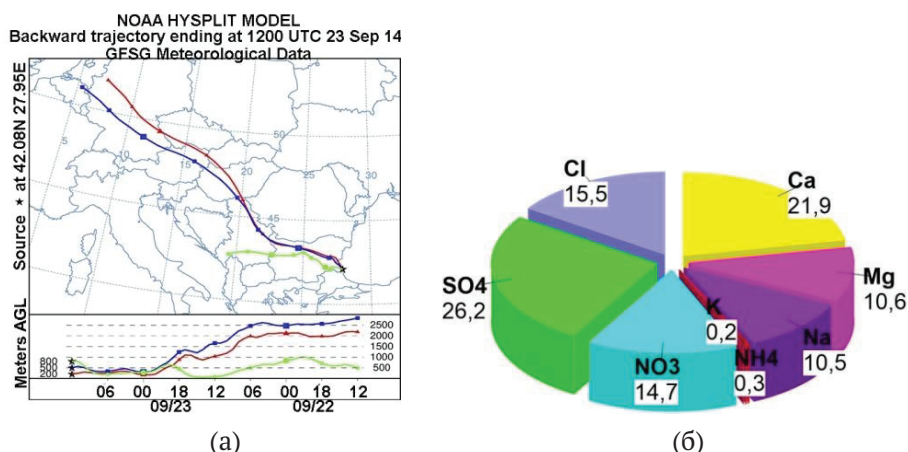 NOAA HYSPLIT MODEL
Backward trajectory ending at 1200 UTC 23 Sep 14
GFSG Meteorological Data
Source ★ at 42.08N 27.95E
5
10
15
20
25
30
50
45
Meters AGL
800
500
200
2500
2000
1500
1000
500
06 00 18 12 06 00 18 12
09/23 09/22
(а)
Cl
15,5
Ca
21,9
SO4
26,2
Mg
10,6
K
0,2
Na
10,5
NO3
14,7
NH4
0,3
(б)